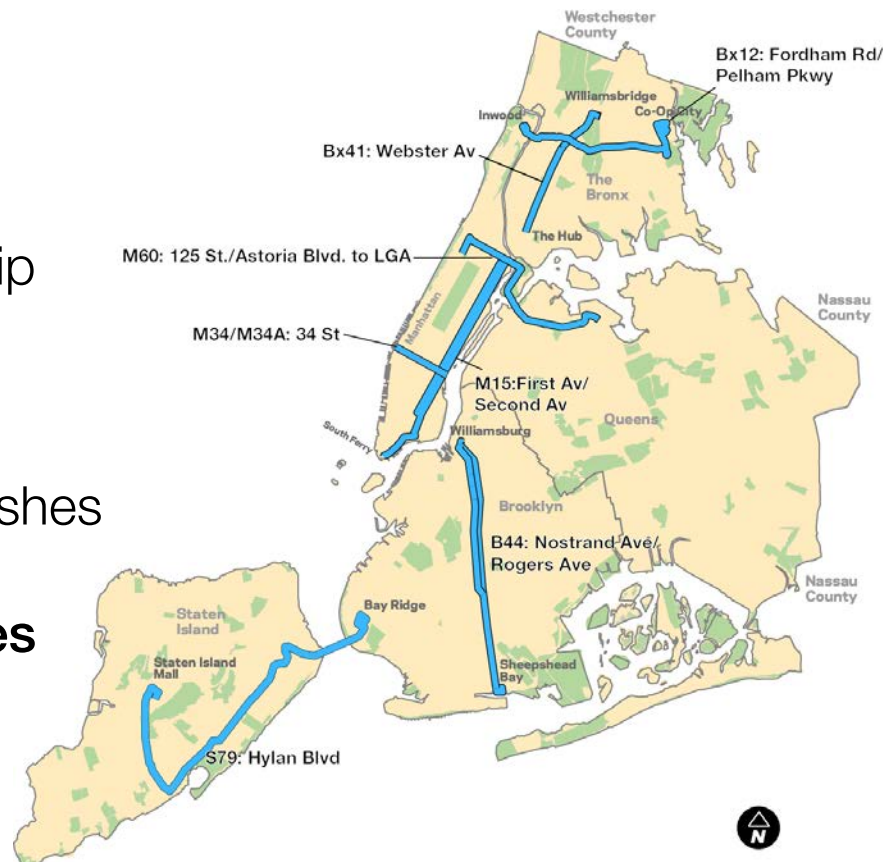 Westchester
County
Bx12: Fordham Rd/
Pelham Pkwy
Williamsbridge
Co-Op City
Inwood
Bx41: Webster Av
The
Bronx
The Hub
ip
M60: 125 St./Astoria Blvd. to LGA
Nassau
County
Manhattan
M34/M34A: 34 St
M15:First Av/
Second Av
Queens
South Ferry
Williamsburg
shes
Brooklyn
B44: Nostrand Ave/
Rogers Ave
Nassau
County
Bay Ridge
Staten
Island
es
Staten Island
Mall
Sheepshead
Bay
S79: Hylan Blvd
N